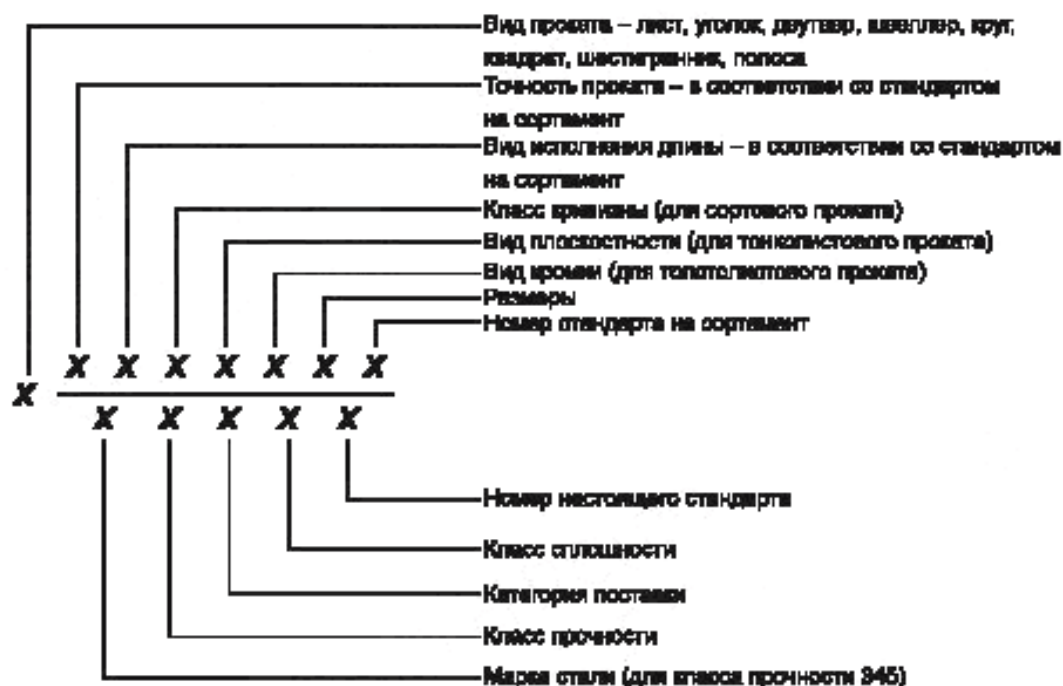 Вид проката – лист, уголок, двутавр, швеллер, круг,
квадрат, шестигранник, полоса
Точность проката – в соответствии со стандартом
на сортамент
Вид исполнения длины – в соответствии со стандартом
на сортамент
Класс кривизны (для сортового проката)
Вид плоскостности (для тонколистового проката)
Вид кромки (для толстолистового проката)
Размеры
Номер стандарта на сортамент
X X X X X X X
X
X X X X X
Номер настоящего стандарта
Класс сплошности
Категория поставки
Класс прочности
Марка стали (для класса прочности 345)